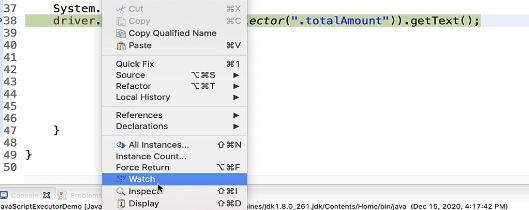 37 System.
38 driver. ector(".totalAmount")).getText();
39
40
41
42
43
44
45
46
47 }
48
49 }
50
Cut ⌘X
Copy ⌘C
Copy Qualified Name
Paste ⌘V
Quick Fix ⌘1
Source ⌥⌘S ▶
Refactor ⌥⌘T ▶
Local History ▶
References ▶
Declarations ▶
All Instances... ⇧⌘N
Instance Count...
Force Return ⌥⌘F
Watch
Inspect ⇧⌘I
Display ⇧⌘D
Console Problems
avaScriptExecutorDemo [Java ines/jdk1.8.0_261.jdk/Contents/Home/bin/java (Dec 15, 2020, 4:17:42 PM)